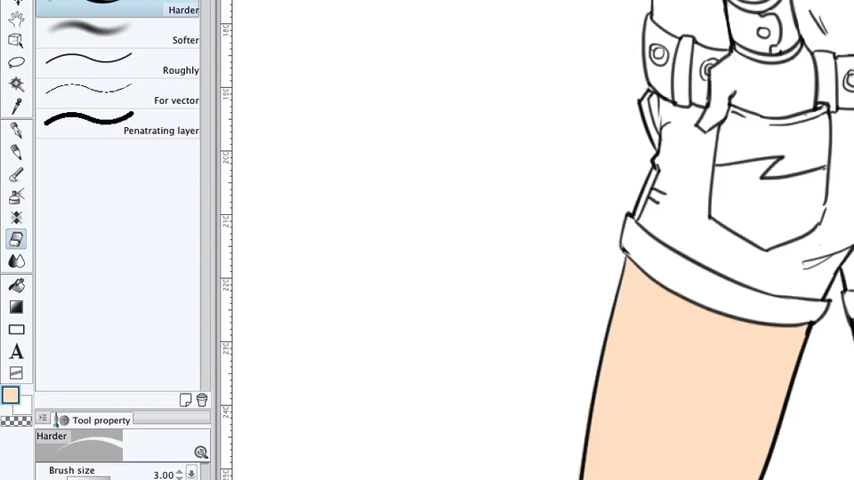 Harder
Softer
Roughly
For vector
Penatrating layer
A
Tool property
Harder
Brush size
3.00